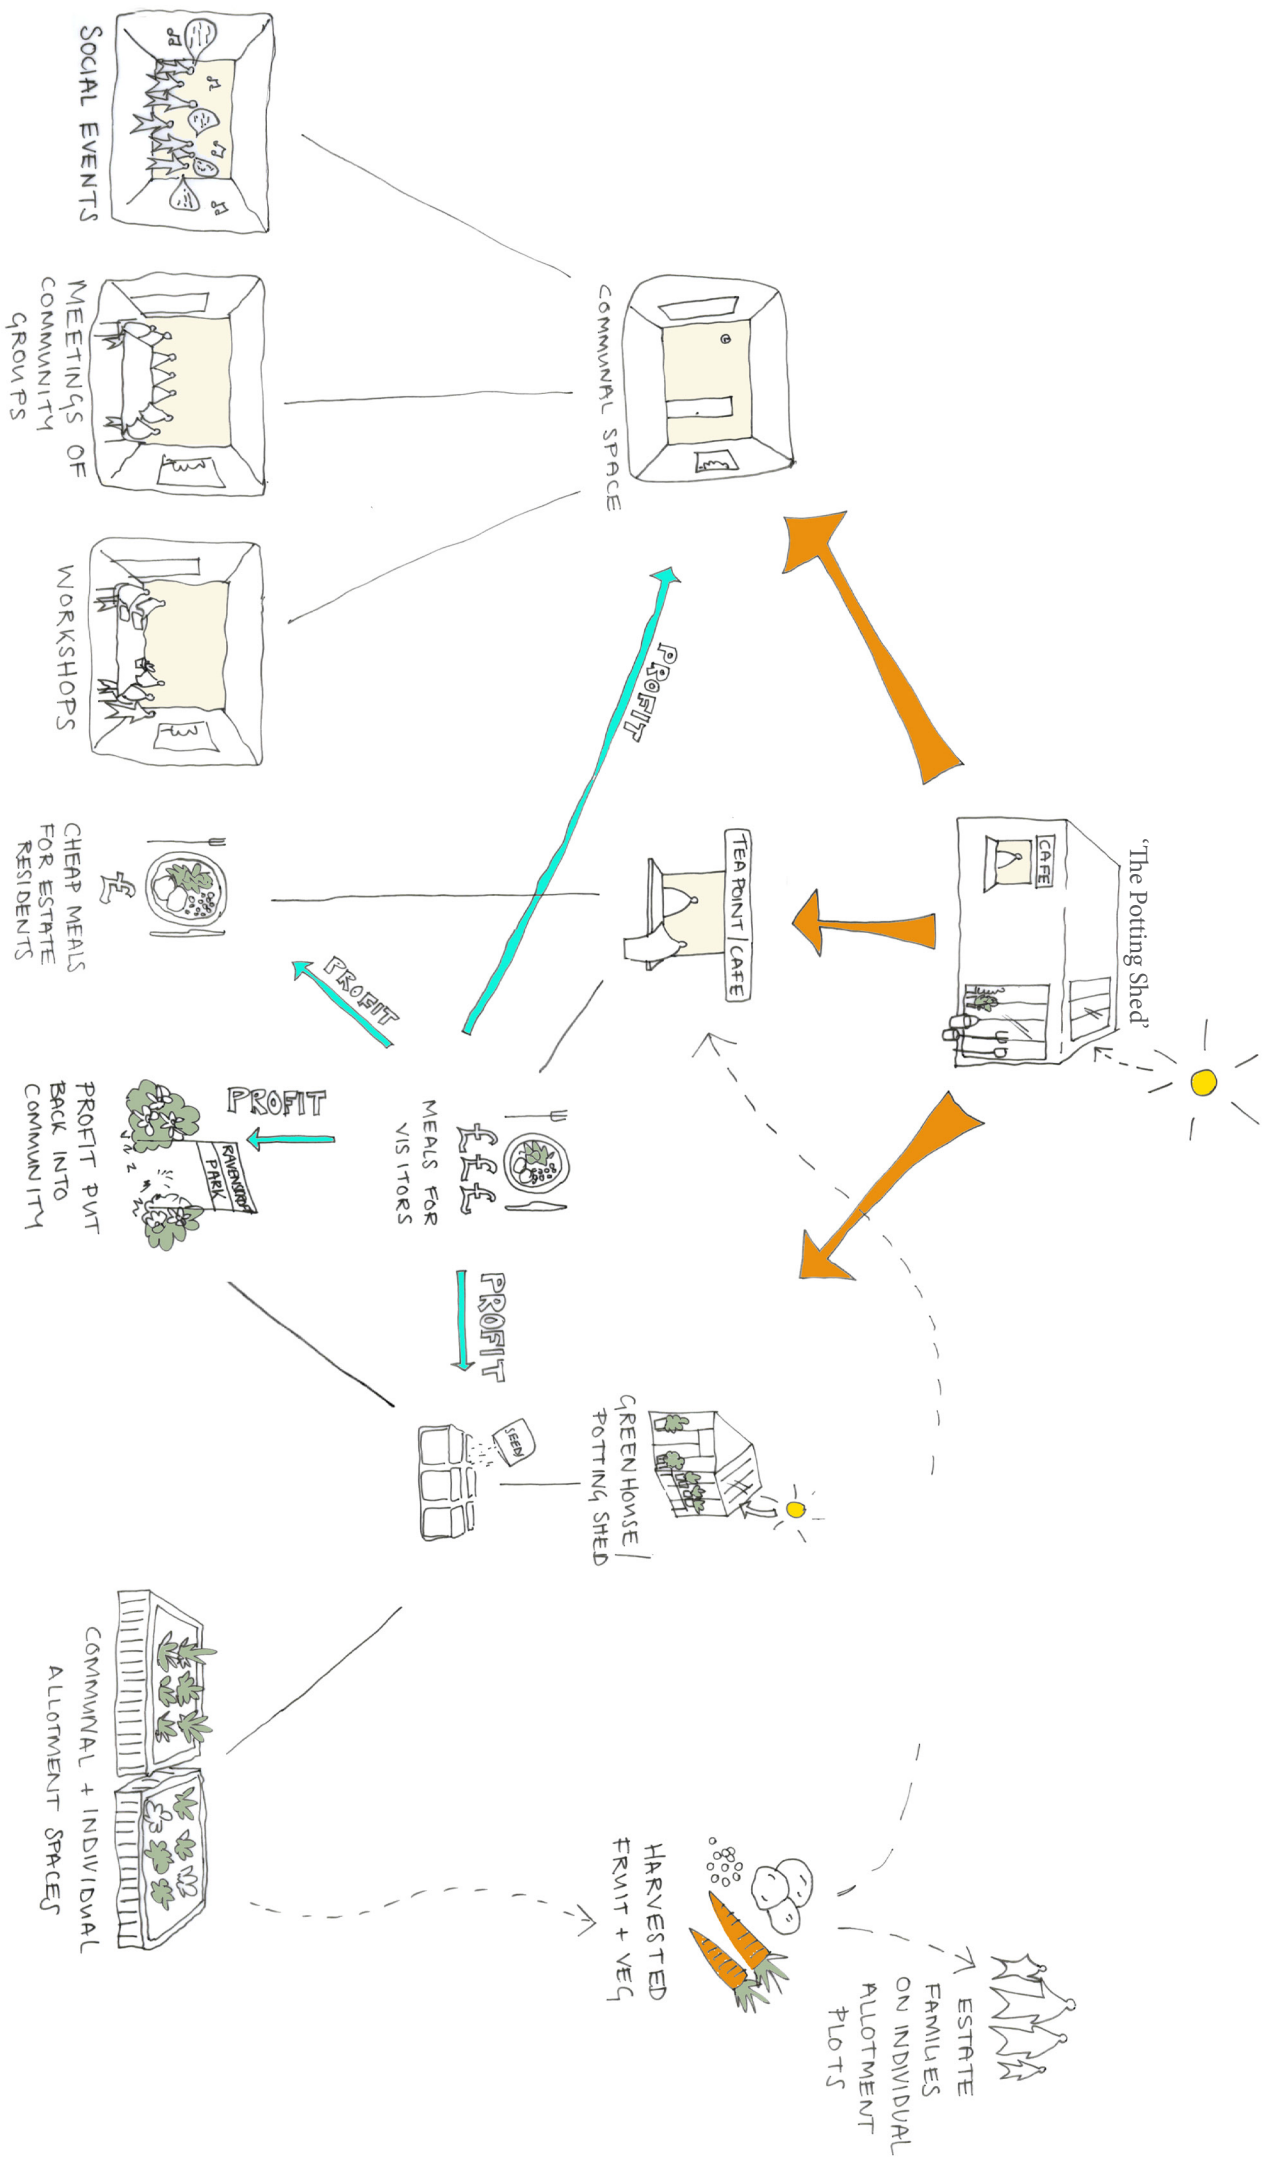 'The Potting Shed'
CAFE
COMMUNAL SPACE
TEA POINT / CAFE
GREENHOUSE /
POTTING SHED
SEEDS
HARVESTED
FRUIT + VEG
ESTATE
FAMILIES
ON INDIVIDUAL
ALLOTMENT
PLOTS
PROFIT
PROFIT
PROFIT
PROFIT
MEALS FOR
VISITORS
£££
SOCIAL EVENTS
MEETINGS OF
COMMUNITY
GROUPS
WORKSHOPS
£
CHEAP MEALS
FOR ESTATE
RESIDENTS
PARK
PROFIT PUT
BACK INTO
COMMUNITY
COMMUNAL + INDIVIDUAL
ALLOTMENT SPACES